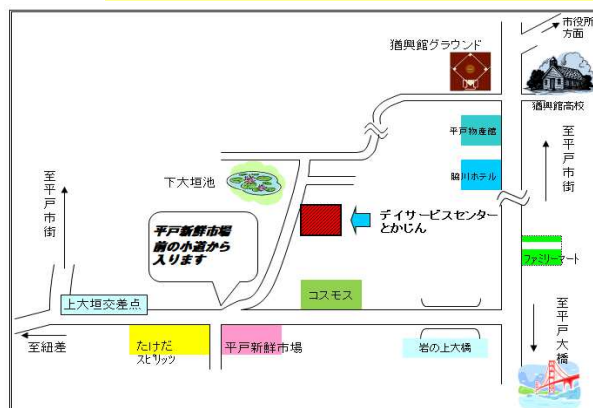 市役所
方面
猶興館グラウンド
猶興館高校
平戸物産館
至平戸市街
脇川ホテル
下大垣池
至平戸市街
平戸新鮮市場
前の小道から
入ります
デイサービスセンター
とかじん
ファミリーマート
コスモス
上大垣交差点
至平戸大橋
至紐差
たけだ
スピリッツ
平戸新鮮市場
岩の上大橋